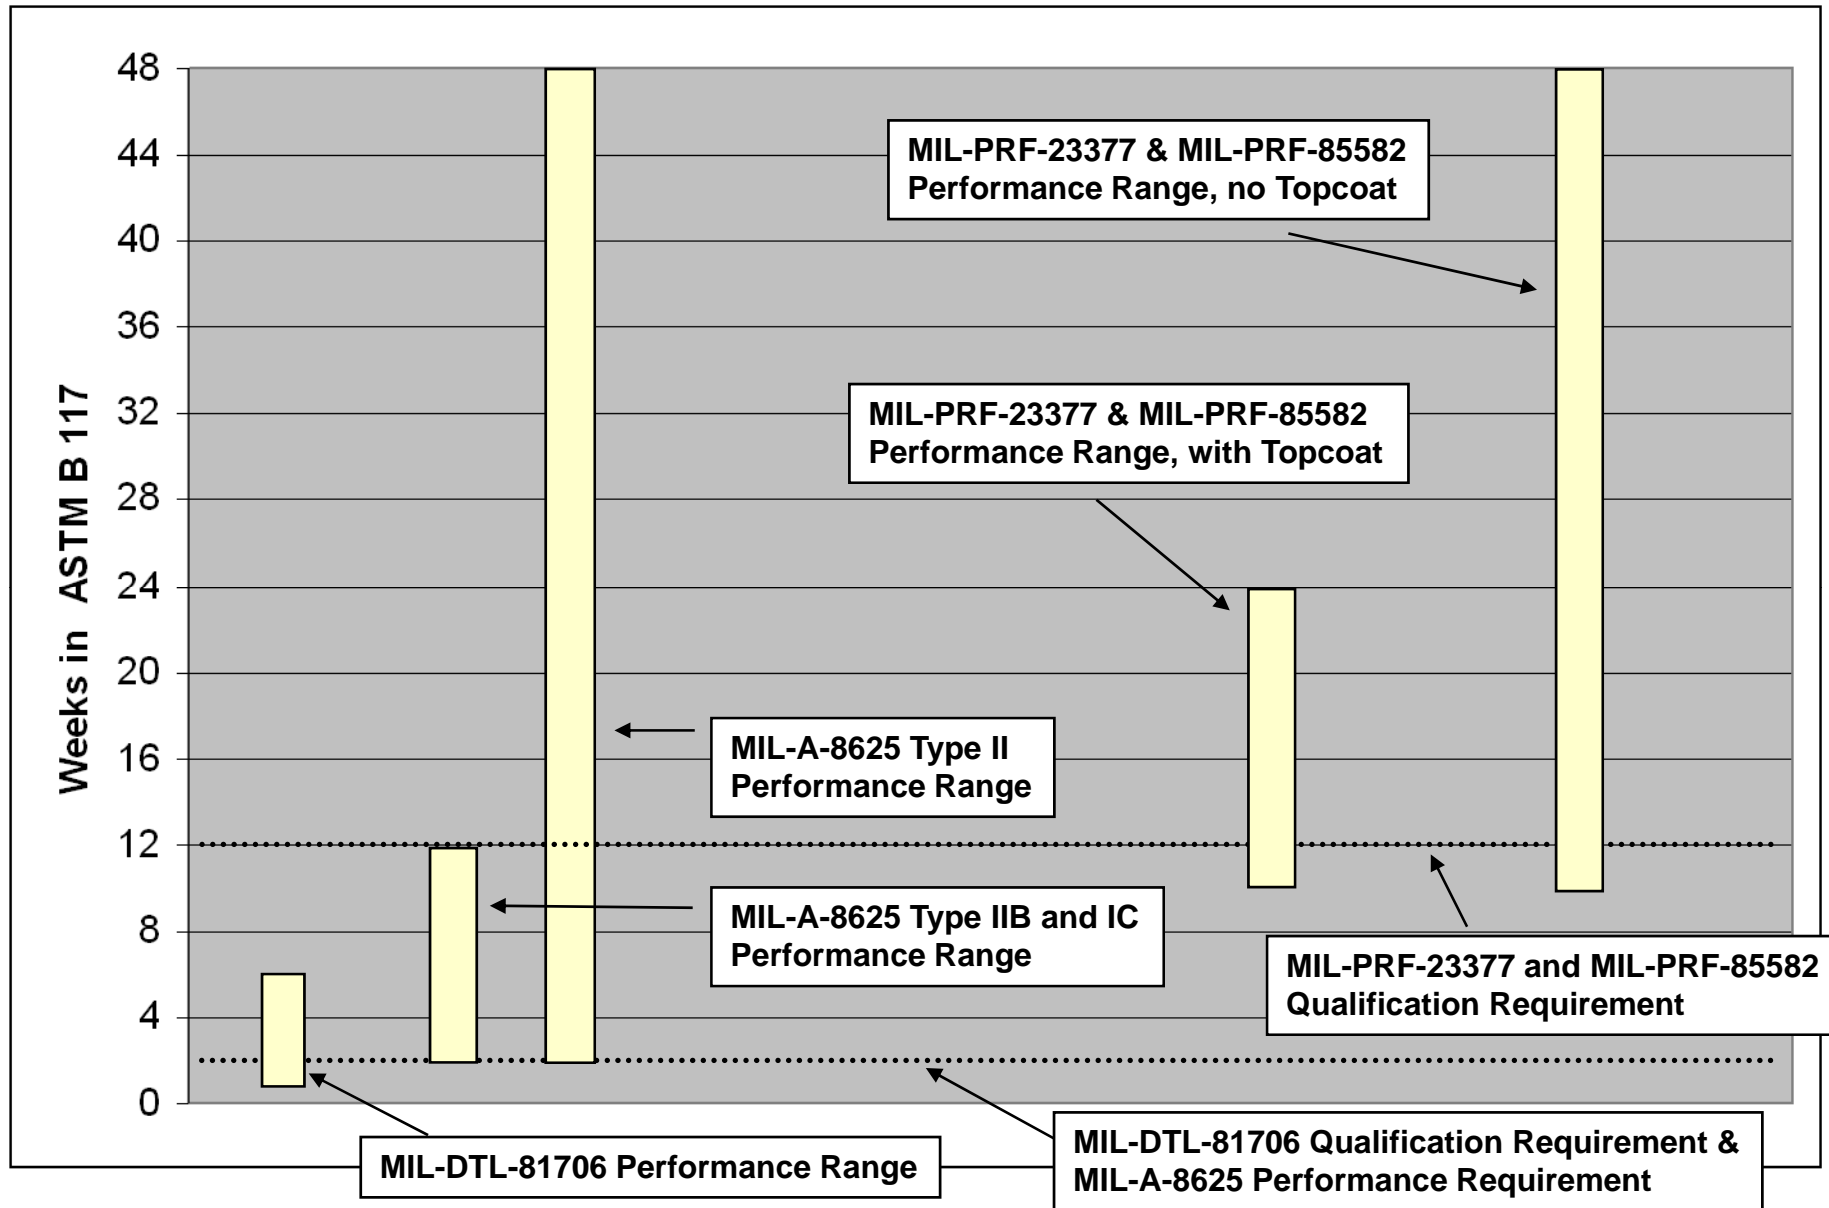 48
44
40
36
32
28
24
20
16
12
8
4
0
Weeks in ASTM B 117
MIL-PRF-23377 & MIL-PRF-85582
Performance Range, no Topcoat
MIL-PRF-23377 & MIL-PRF-85582
Performance Range, with Topcoat
MIL-A-8625 Type II
Performance Range
MIL-A-8625 Type IIB and IC
Performance Range
MIL-PRF-23377 and MIL-PRF-85582
Qualification Requirement
MIL-DTL-81706 Performance Range
MIL-DTL-81706 Qualification Requirement &
MIL-A-8625 Performance Requirement